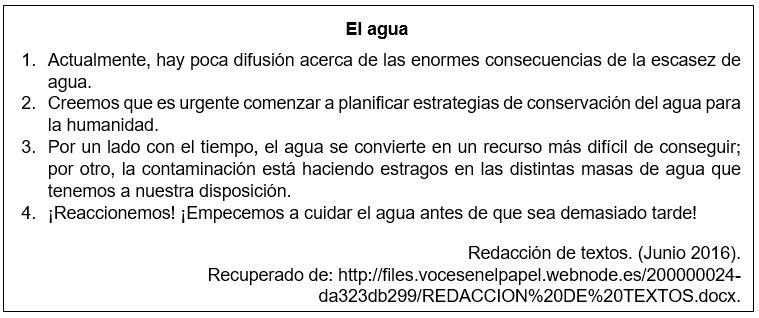 El agua
1. Actualmente, hay poca difusión acerca de las enormes consecuencias de la escasez de
agua.
2. Creemos que es urgente comenzar a planificar estrategias de conservación del agua para
la humanidad.
3. Por un lado con el tiempo, el agua se convierte en un recurso más difícil de conseguir;
por otro, la contaminación está haciendo estragos en las distintas masas de agua que
tenemos a nuestra disposición.
4. ¡Reaccionemos! ¡Empecemos a cuidar el agua antes de que sea demasiado tarde!
Redacción de textos. (Junio 2016).
Recuperado de: http://files.vocesenelpapel.webnode.es/200000024-
da323db299/REDACCION%20DE%20TEXTOS.docx.